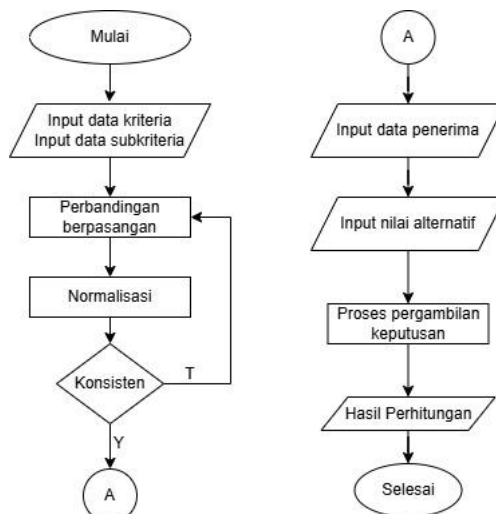 Mulai
Input data kriteria
Input data subkriteria
Perbandingan
berpasangan
Normalisasi
Konsisten
T
Y
A
A
Input data penerima
Input nilai alternatif
Proses pergambilan
keputusan
Hasil Perhitungan
Selesai